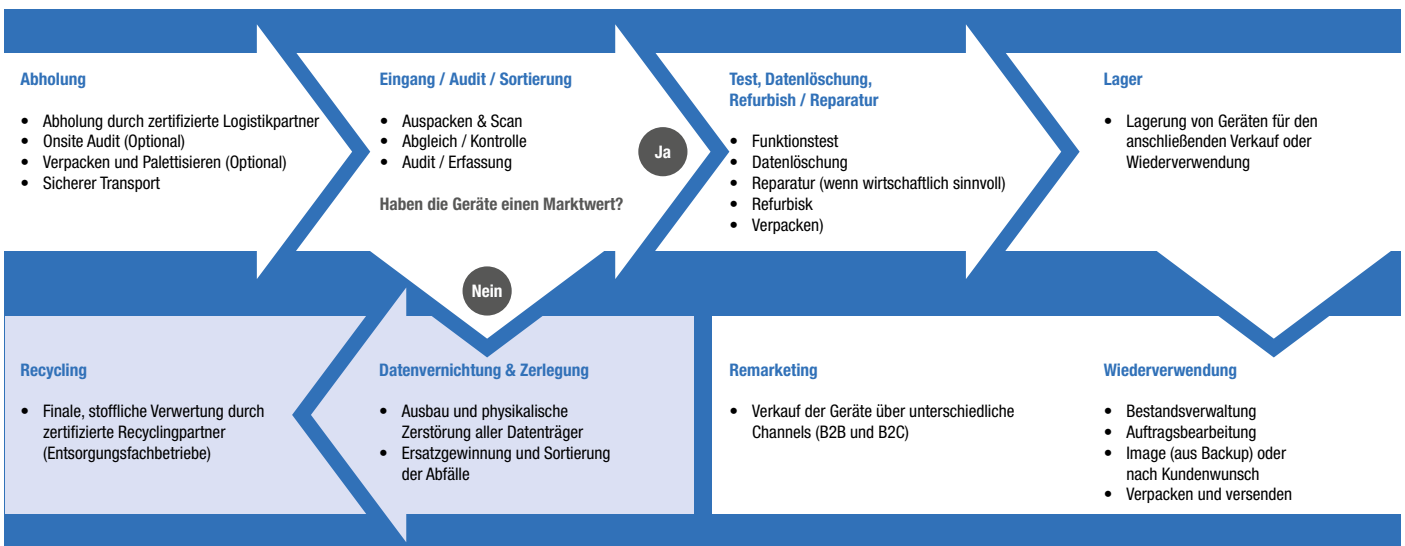 Abholung
• Abholung durch zertifizierte Logistikpartner
• Onsite Audit (Optional)
• Verpacken und Palettisieren (Optional)
• Sicherer Transport
Eingang / Audit / Sortierung
• Auspacken & Scan
• Abgleich / Kontrolle
• Audit / Erfassung
Haben die Geräte einen Marktwert?
Ja
Nein
Test, Datenlöschung,
Refurbish / Reparatur
• Funktionstest
• Datenlöschung
• Reparatur (wenn wirtschaftlich sinnvoll)
• Refurbisk
• Verpacken)
Lager
• Lagerung von Geräten für den
anschließenden Verkauf oder
Wiederverwendung
Recycling
• Finale, stoffliche Verwertung durch
zertifizierte Recyclingpartner
(Entsorgungsfachbetriebe)
Datenvernichtung & Zerlegung
• Ausbau und physikalische
Zerstörung aller Datenträger
• Ersatzgewinnung und Sortierung
der Abfälle
Remarketing
• Verkauf der Geräte über unterschiedliche
Channels (B2B und B2C)
Wiederverwendung
• Bestandsverwaltung
• Auftragsbearbeitung
• Image (aus Backup) oder
nach Kundenwunsch
• Verpacken und versenden